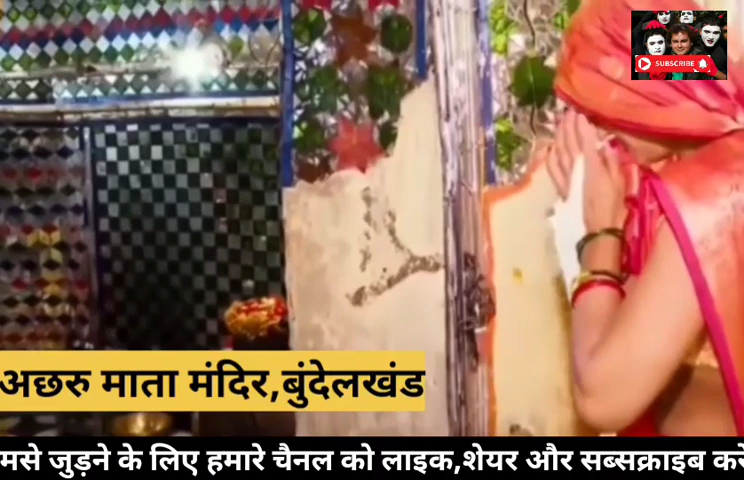 SUBSCRIBE
अछरु माता मंदिर,बुंदेलखंड
मसे जुड़ने के लिए हमारे चैनल को लाइक,शेयर और सब्सक्राइब करे